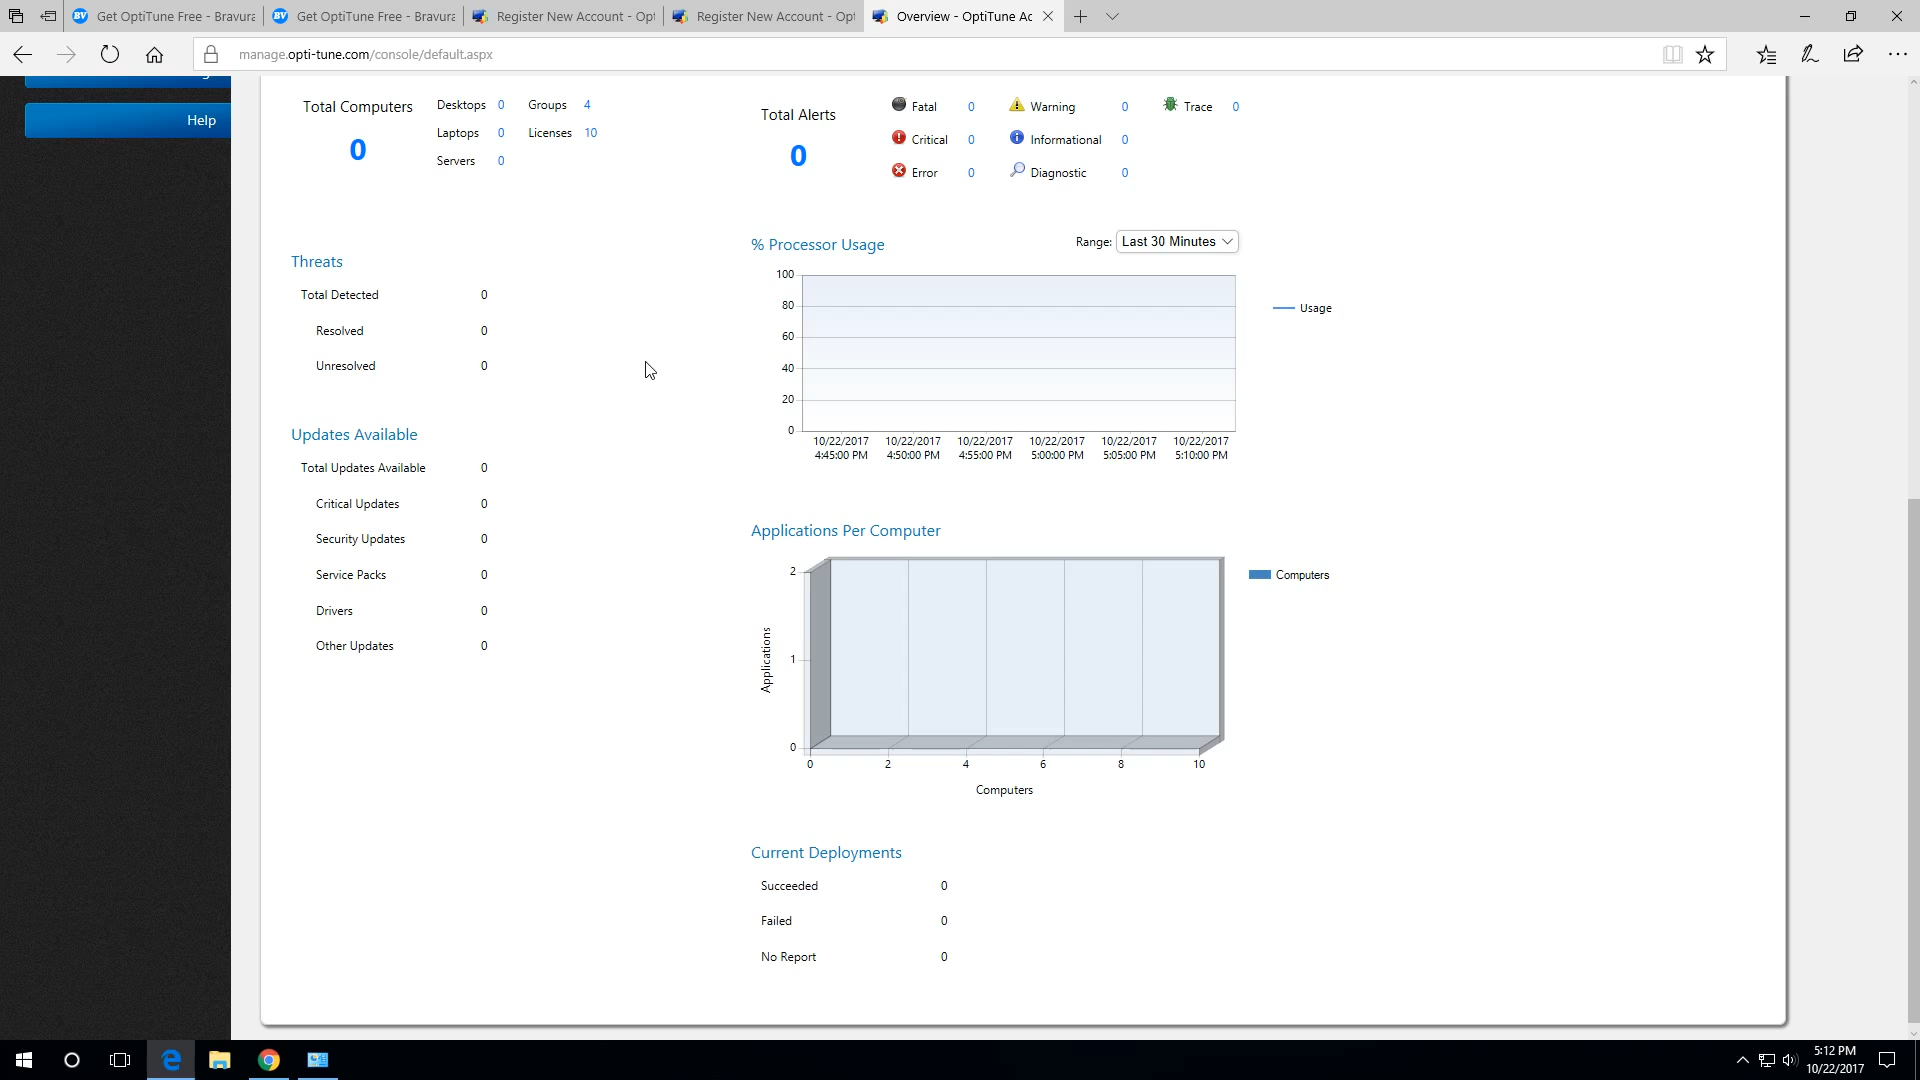 Get OptiTune Free - Bravura
Get OptiTune Free - Bravura
Register New Account - Opt
Register New Account - Opt
Overview - OptiTune Ac
manage.opti-tune.com/console/default.aspx
Help
Total Computers
0
Desktops 0
Laptops 0
Servers 0
Groups 4
Licenses 10
Total Alerts
0
Fatal 0
Critical 0
Error 0
Warning 0
Informational 0
Diagnostic 0
Trace 0
Threats
Total Detected 0
Resolved 0
Unresolved 0
Updates Available
Total Updates Available 0
Critical Updates 0
Security Updates 0
Service Packs 0
Drivers 0
Other Updates 0
% Processor Usage
Range: Last 30 Minutes
100
80
60
40
20
0
10/22/2017 10/22/2017 10/22/2017 10/22/2017 10/22/2017 10/22/2017
4:45:00 PM 4:50:00 PM 4:55:00 PM 5:00:00 PM 5:05:00 PM 5:10:00 PM
Usage
Applications Per Computer
2
1
0
Applications
0 2 4 6 8 10
Computers
Computers
Current Deployments
Succeeded 0
Failed 0
No Report 0
5:12 PM
10/22/2017